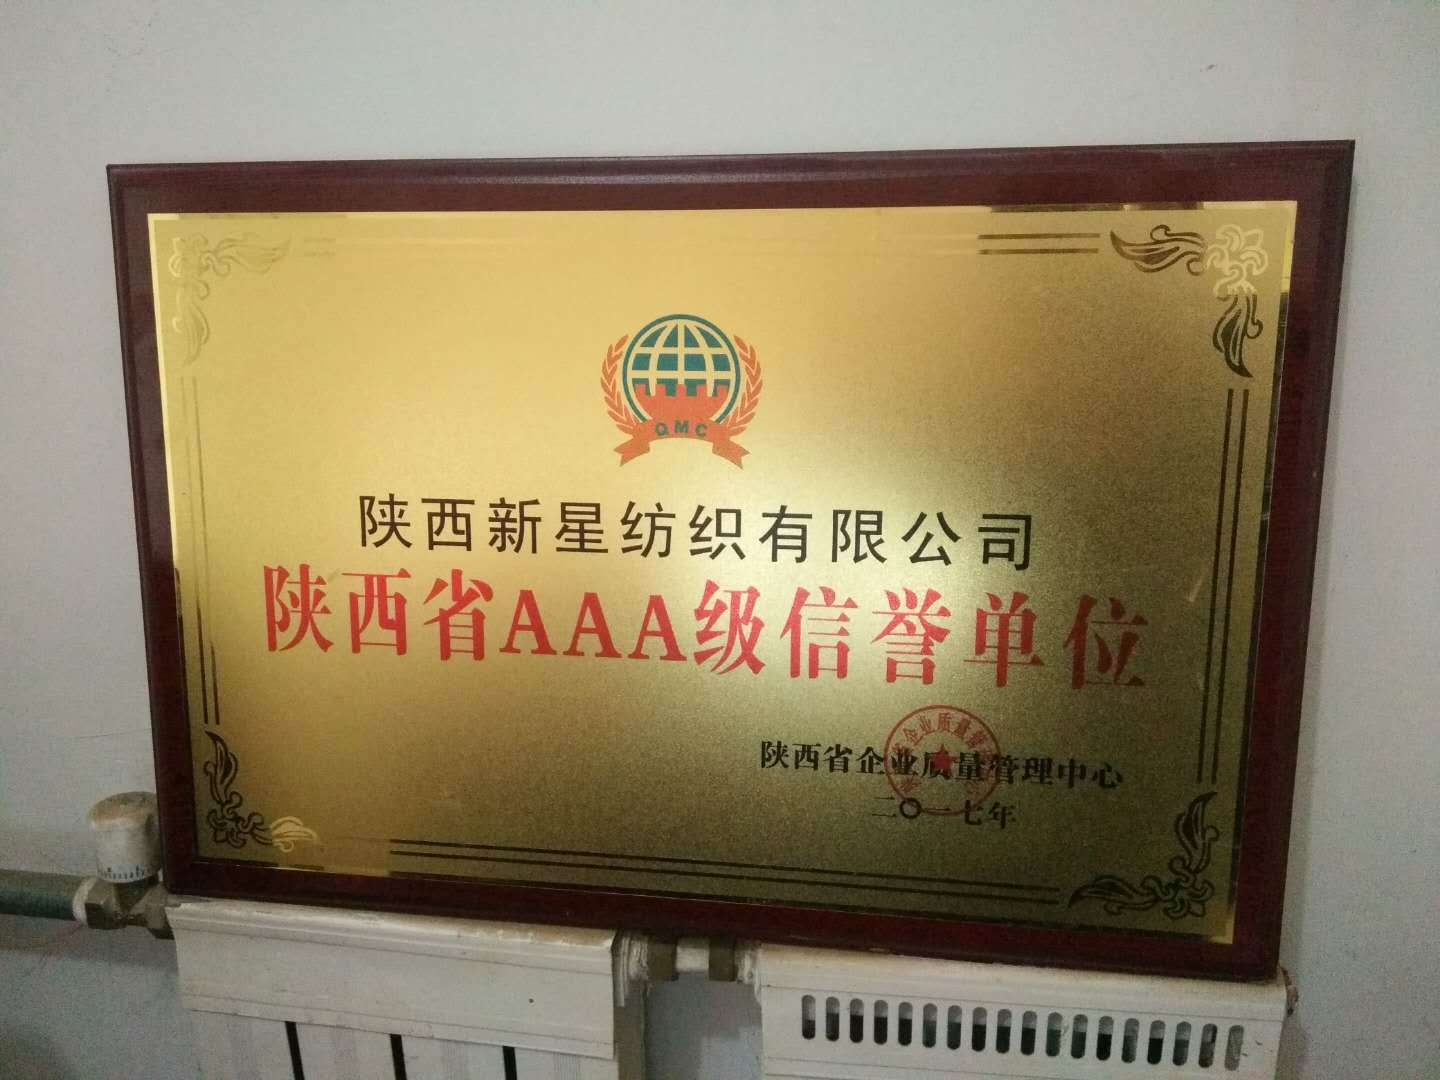 QMC
陕西新星纺织有限公司
陕西省AAA级信誉单位
陕西省企业质量管理中心
二〇一七年